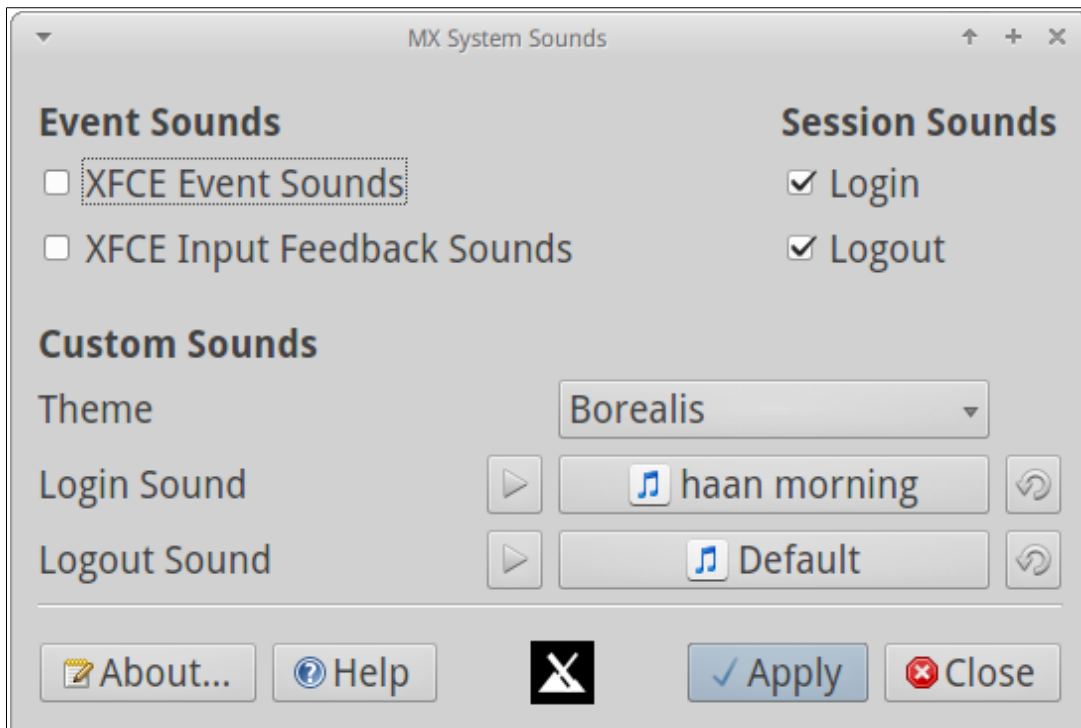 MX System Sounds
Event Sounds
Session Sounds
XFCE Event Sounds
Login
XFCE Input Feedback Sounds
Logout
Custom Sounds
Theme
Borealis
Login Sound
haan morning
Logout Sound
Default
About...
Help
Apply
Close